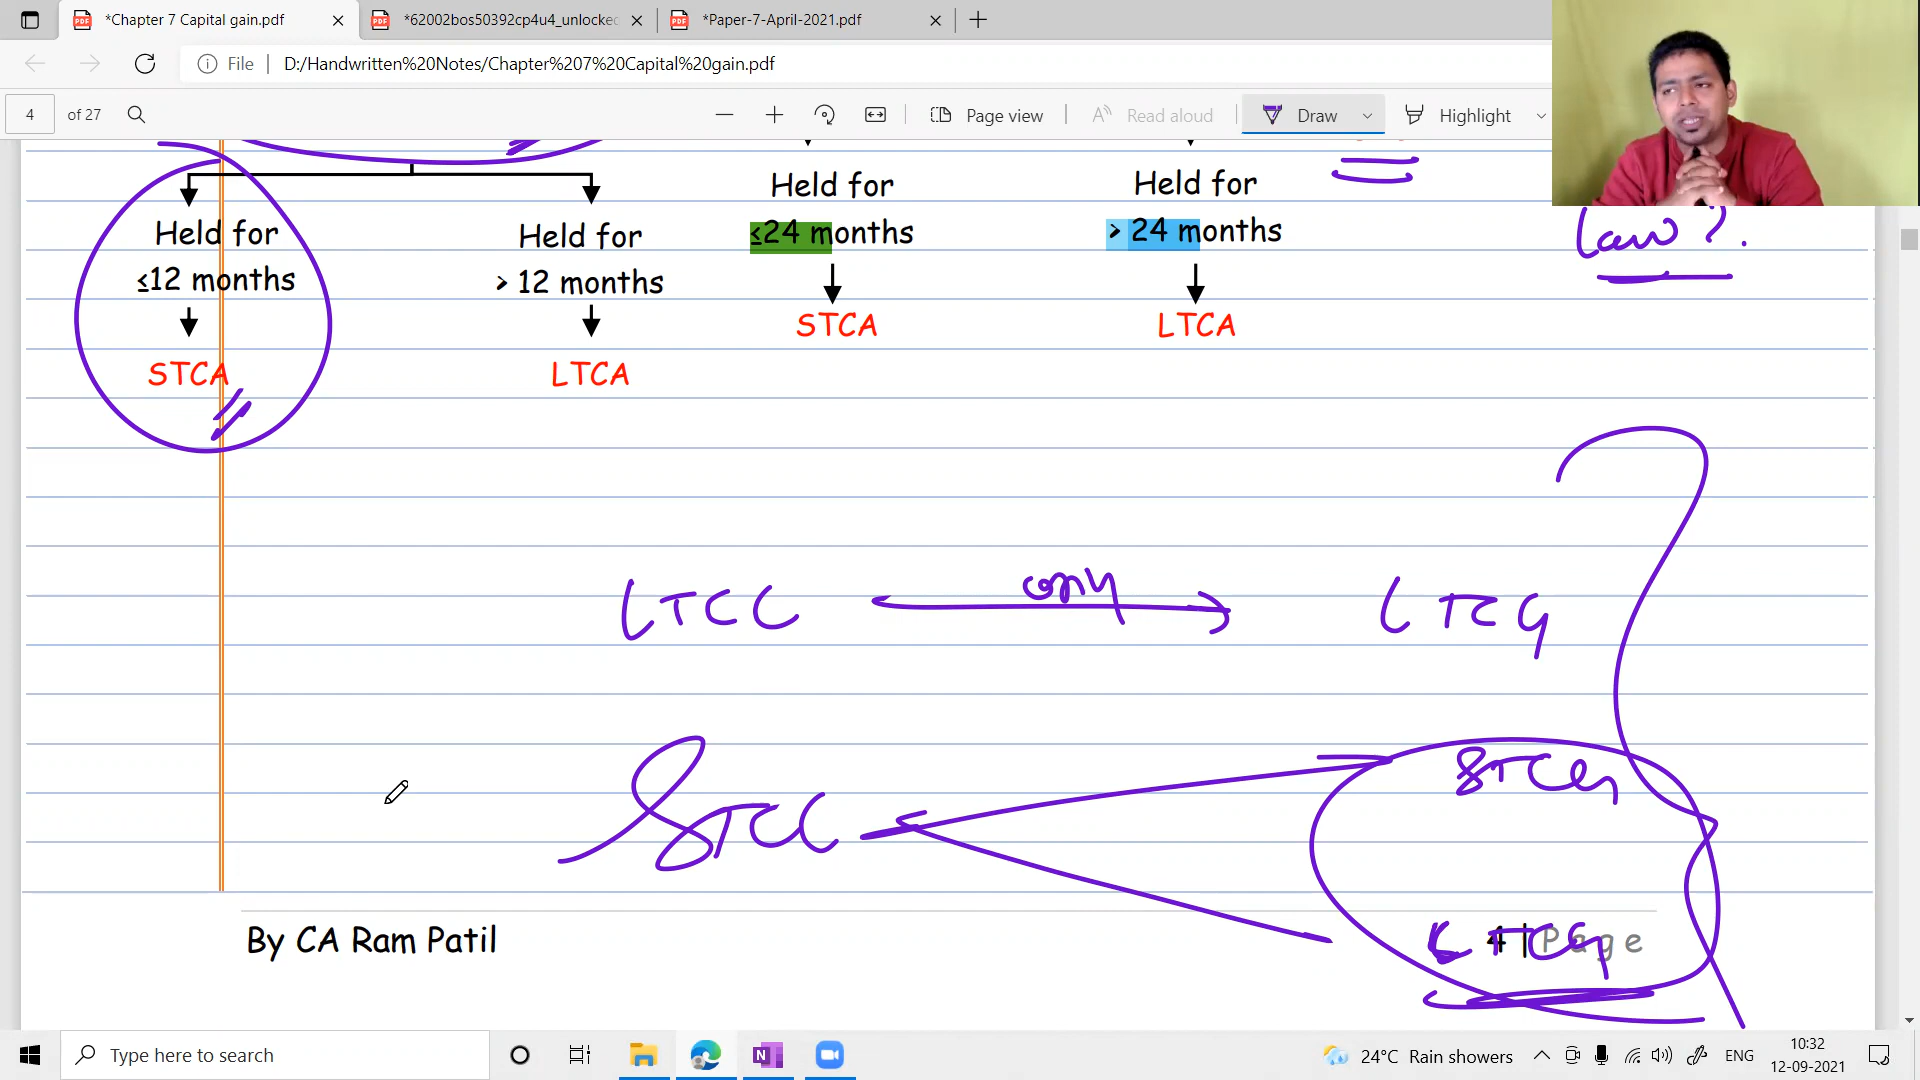 *Chapter 7 Capital gain.pdf
*62002bos50392cp4u4_unlocked
*Paper-7-April-2021.pdf
File
D:/Handwritten%20Notes/Chapter%207%20Capital%20gain.pdf
4 of 27
Page view
Read aloud
Draw
Highlight
Held for
≤12 months
STCA
Held for
> 12 months
LTCA
Held for
≤24 months
STCA
Held for
> 24 months
LTCA
Law?.
LTCC only LTCG
STCC STCG
LTCG
By CA Ram Patil
4 | Page
Type here to search
24°C Rain showers
ENG
10:32
12-09-2021